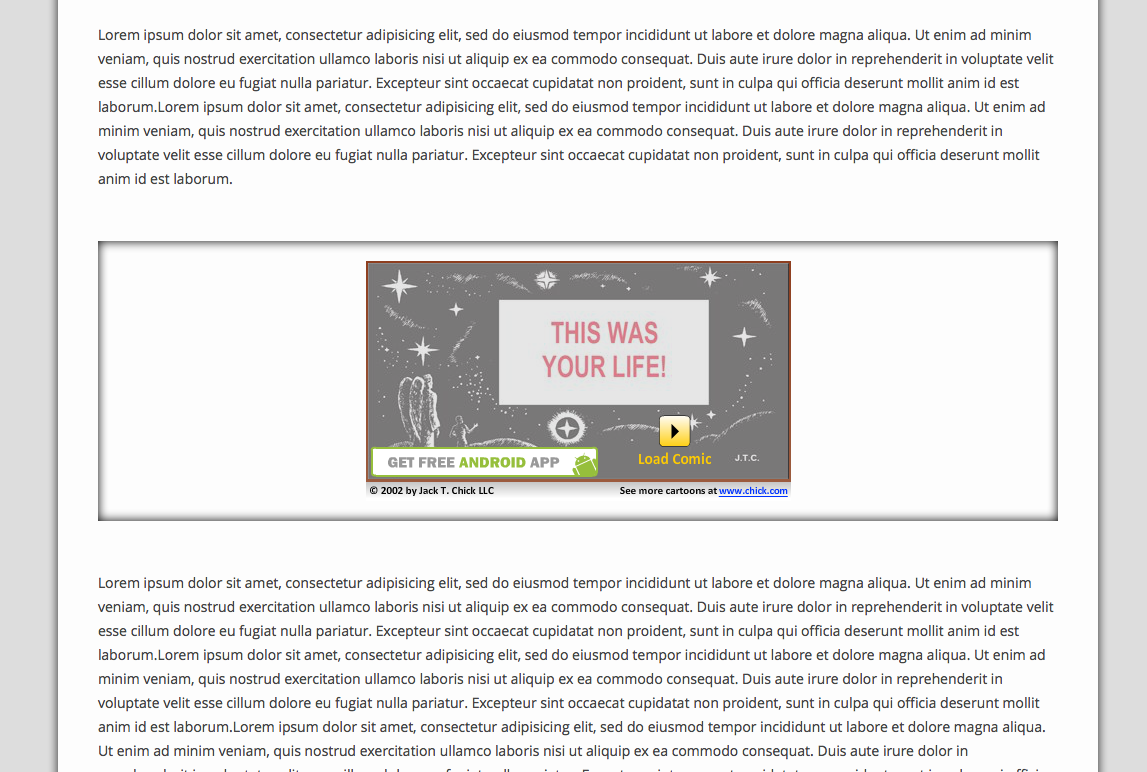 Lorem ipsum dolor sit amet, consectetur adipisicing elit, sed do eiusmod tempor incididunt ut labore et dolore magna aliqua. Ut enim ad minim
veniam, quis nostrud exercitation ullamco laboris nisi ut aliquip ex ea commodo consequat. Duis aute irure dolor in reprehenderit in voluptate velit
esse cillum dolore eu fugiat nulla pariatur. Excepteur sint occaecat cupidatat non proident, sunt in culpa qui officia deserunt mollit anim id est
laborum.Lorem ipsum dolor sit amet, consectetur adipisicing elit, sed do eiusmod tempor incididunt ut labore et dolore magna aliqua. Ut enim ad
minim veniam, quis nostrud exercitation ullamco laboris nisi ut aliquip ex ea commodo consequat. Duis aute irure dolor in reprehenderit in
voluptate velit esse cillum dolore eu fugiat nulla pariatur. Excepteur sint occaecat cupidatat non proident, sunt in culpa qui officia deserunt mollit
anim id est laborum.
THIS WAS
YOUR LIFE!
GET FREE ANDROID APP
Load Comic
J.T.C.
© 2002 by Jack T. Chick LLC
See more cartoons at www.chick.com
Lorem ipsum dolor sit amet, consectetur adipisicing elit, sed do eiusmod tempor incididunt ut labore et dolore magna aliqua. Ut enim ad minim
veniam, quis nostrud exercitation ullamco laboris nisi ut aliquip ex ea commodo consequat. Duis aute irure dolor in reprehenderit in voluptate velit
esse cillum dolore eu fugiat nulla pariatur. Excepteur sint occaecat cupidatat non proident, sunt in culpa qui officia deserunt mollit anim id est
laborum.Lorem ipsum dolor sit amet, consectetur adipisicing elit, sed do eiusmod tempor incididunt ut labore et dolore magna aliqua. Ut enim ad
minim veniam, quis nostrud exercitation ullamco laboris nisi ut aliquip ex ea commodo consequat. Duis aute irure dolor in reprehenderit in
voluptate velit esse cillum dolore eu fugiat nulla pariatur. Excepteur sint occaecat cupidatat non proident, sunt in culpa qui officia deserunt mollit
anim id est laborum.Lorem ipsum dolor sit amet, consectetur adipisicing elit, sed do eiusmod tempor incididunt ut labore et dolore magna aliqua.
Ut enim ad minim veniam, quis nostrud exercitation ullamco laboris nisi ut aliquip ex ea commodo consequat. Duis aute irure dolor in